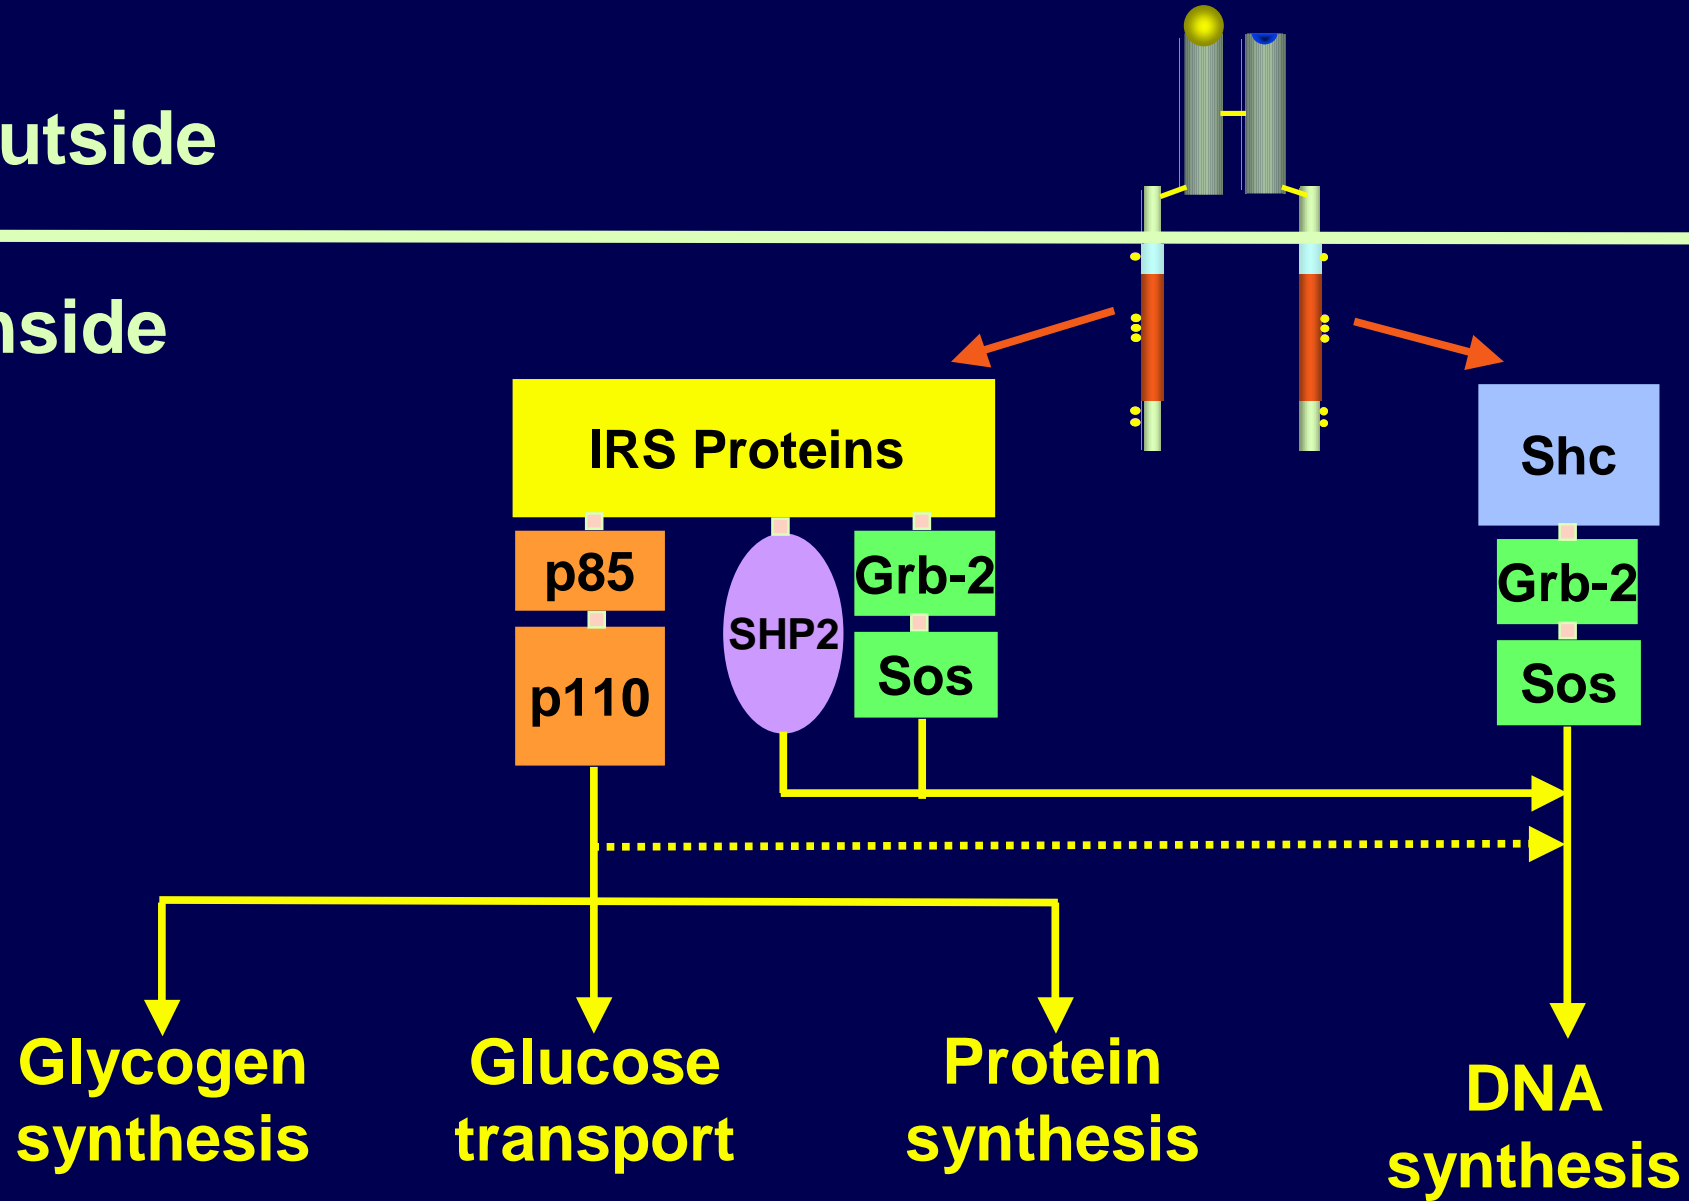 utside
nside
IRS Proteins
Shc
p85
Grb-2
Grb-2
SHP2
Sos
Sos
p110
Glycogen
synthesis
Glucose
transport
Protein
synthesis
DNA
synthesis